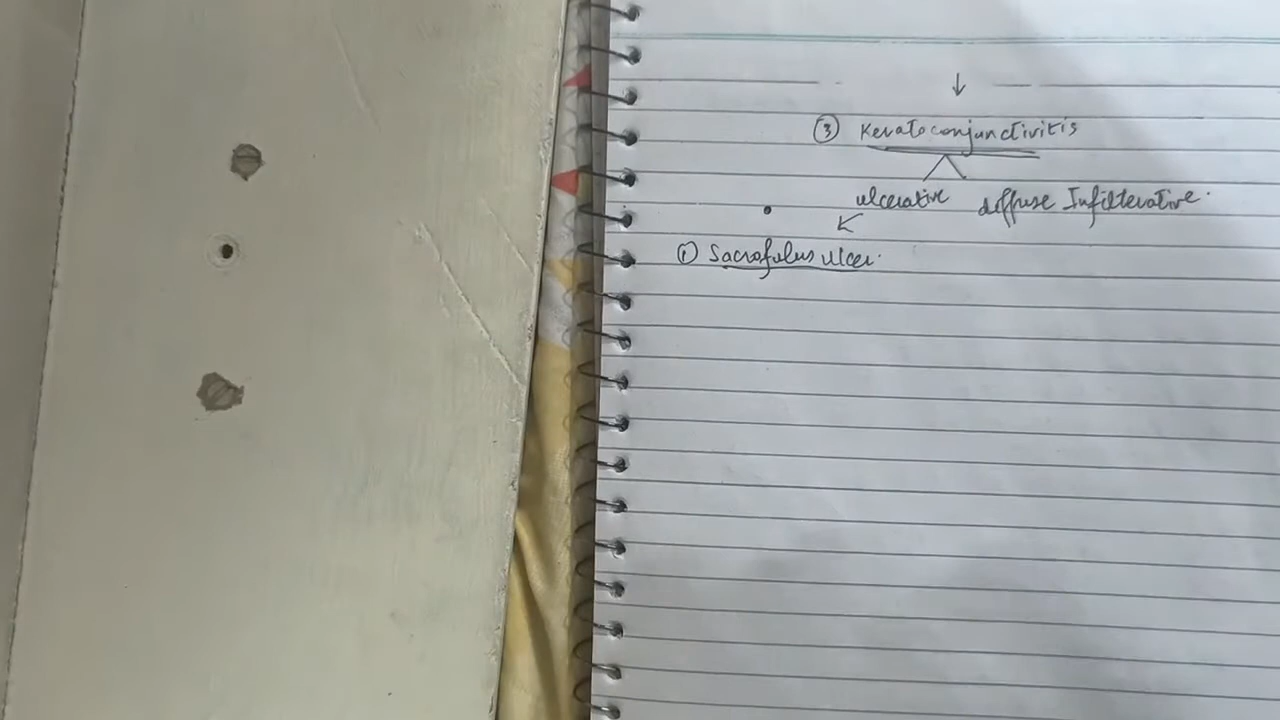 ③ Keratoconjunctivitis
ulcerative diffuse Infilterative.
① Sacrofulus ulcer.